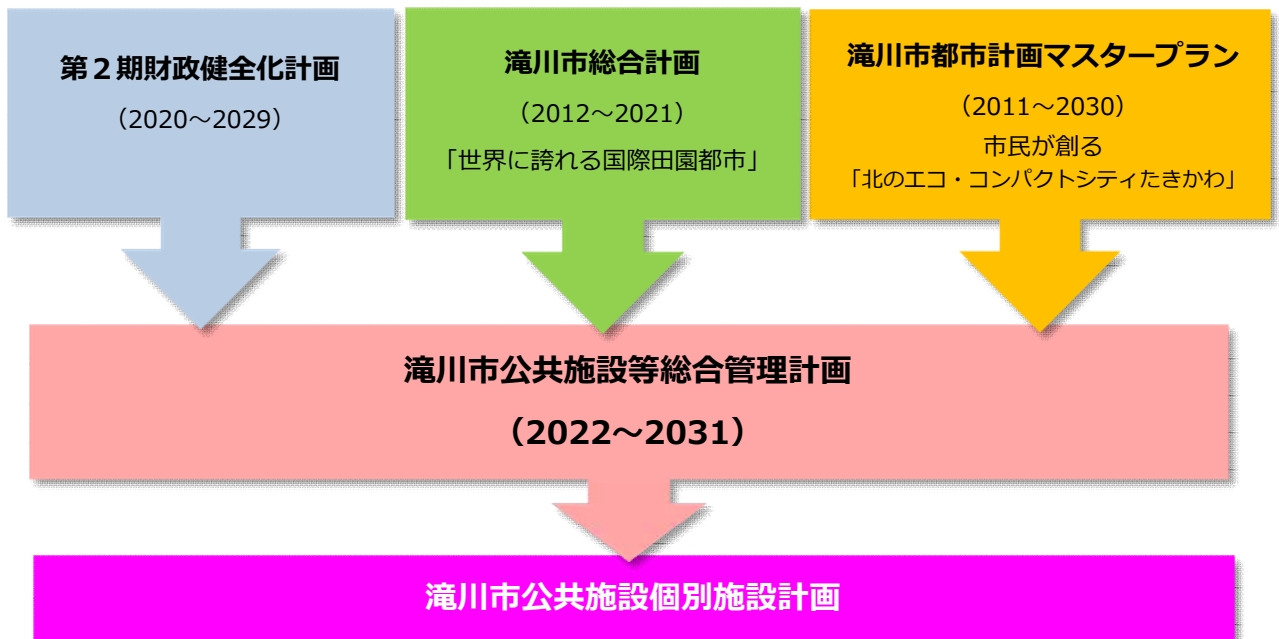 第２期財政健全化計画
（2020～2029）
滝川市総合計画
（2012～2021）
「世界に誇れる国際田園都市」
滝川市都市計画マスタープラン
（2011～2030）
市民が創る
「北のエコ・コンパクトシティたきかわ」
滝川市公共施設等総合管理計画
（2022～2031）
滝川市公共施設個別施設計画